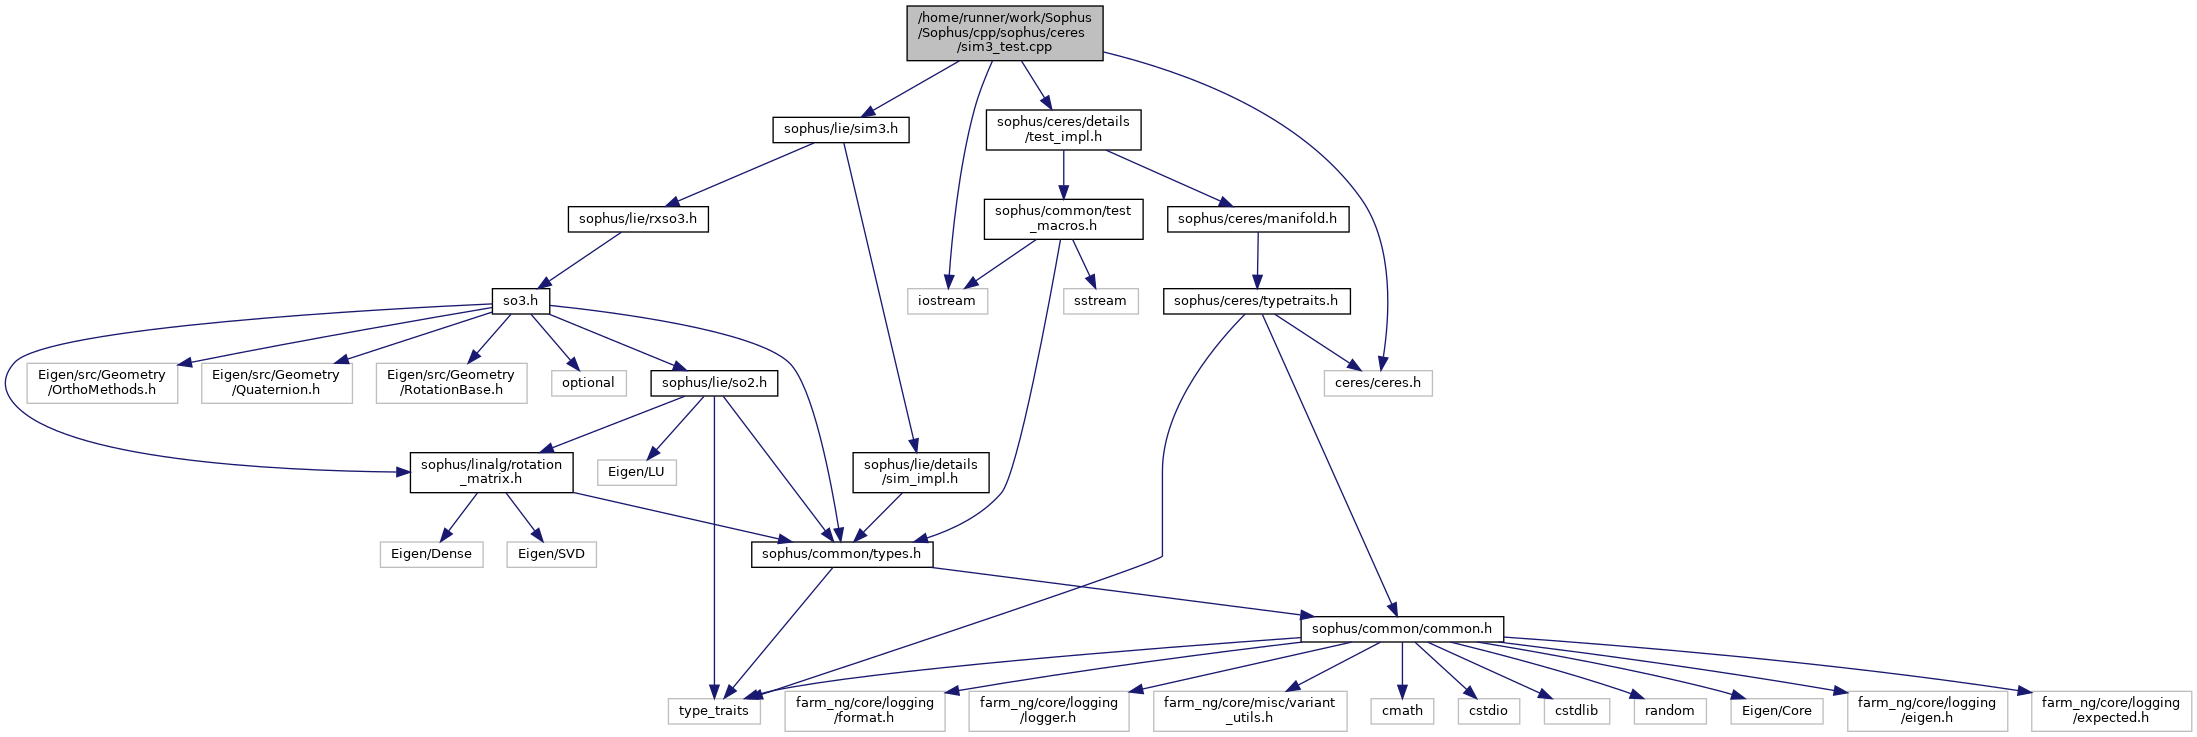 /home/runner/work/Sophus
/Sophus/cpp/sophus/ceres
/sim3_test.cpp
sophus/lie/sim3.h
sophus/ceres/details
/test_impl.h
sophus/lie/rxso3.h
sophus/common/test
_macros.h
sophus/ceres/manifold.h
so3.h
iostream
sstream
sophus/ceres/typetraits.h
Eigen/src/Geometry
/OrthoMethods.h
Eigen/src/Geometry
/Quaternion.h
Eigen/src/Geometry
/RotationBase.h
optional
sophus/lie/so2.h
ceres/ceres.h
sophus/linalg/rotation
_matrix.h
Eigen/LU
sophus/lie/details
/sim_impl.h
Eigen/Dense
Eigen/SVD
sophus/common/types.h
sophus/common/common.h
type_traits
farm_ng/core/logging
/format.h
farm_ng/core/logging
/logger.h
farm_ng/core/misc/variant
_utils.h
cmath
cstdio
cstdlib
random
Eigen/Core
farm_ng/core/logging
/eigen.h
farm_ng/core/logging
/expected.h